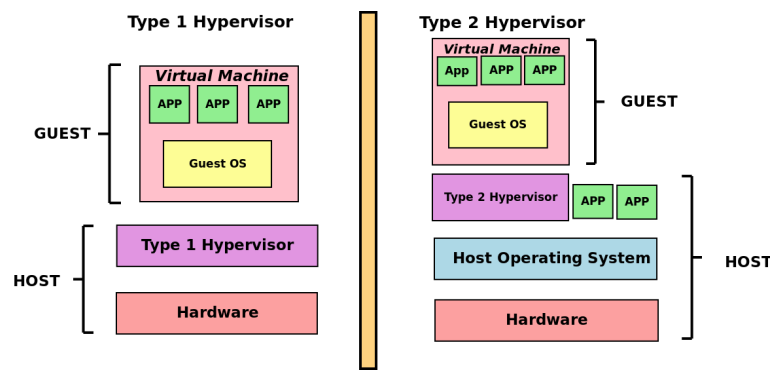 Type 1 Hypervisor
Virtual Machine
APP APP APP
GUEST
Guest OS
Type 1 Hypervisor
HOST
Hardware
Type 2 Hypervisor
Virtual Machine
App APP APP
GUEST
Guest OS
Type 2 Hypervisor
APP APP
Host Operating System
HOST
Hardware